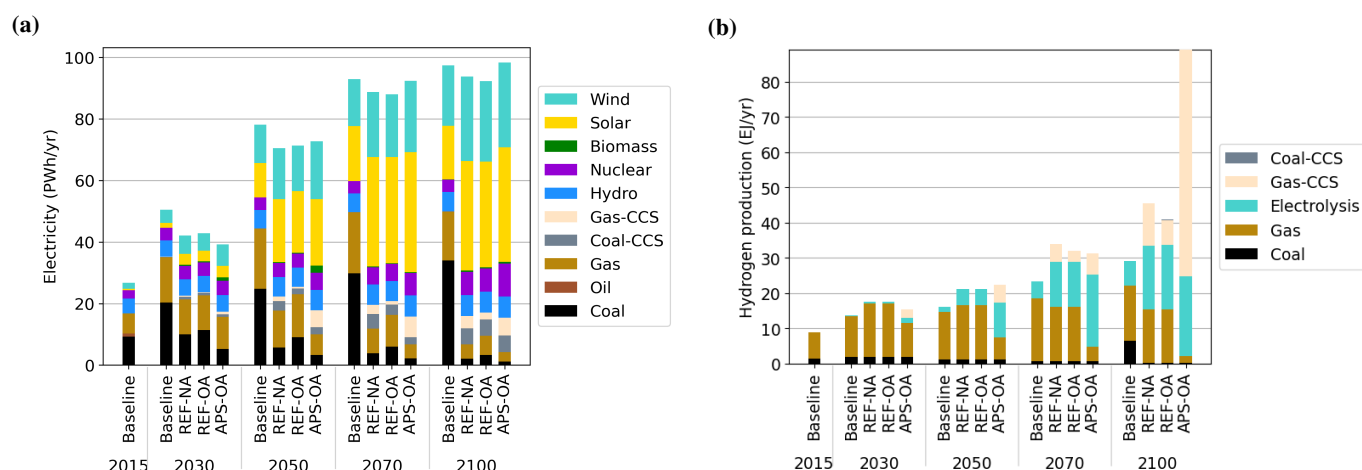 (a)
Electricity (PWh/yr)
100
80
60
40
20
0
Baseline
Baseline
REF-NA
REF-OA
APS-OA
Baseline
REF-NA
REF-OA
APS-OA
Baseline
REF-NA
REF-OA
APS-OA
Baseline
REF-NA
REF-OA
APS-OA
2015 2030 2050 2070 2100
Wind
Solar
Biomass
Nuclear
Hydro
Gas-CCS
Coal-CCS
Gas
Oil
Coal
(b)
Hydrogen production (EJ/yr)
80
70
60
50
40
30
20
10
0
Baseline
Baseline
REF-NA
REF-OA
APS-OA
Baseline
REF-NA
REF-OA
APS-OA
Baseline
REF-NA
REF-OA
APS-OA
Baseline
REF-NA
REF-OA
APS-OA
2015 2030 2050 2070 2100
Coal-CCS
Gas-CCS
Electrolysis
Gas
Coal